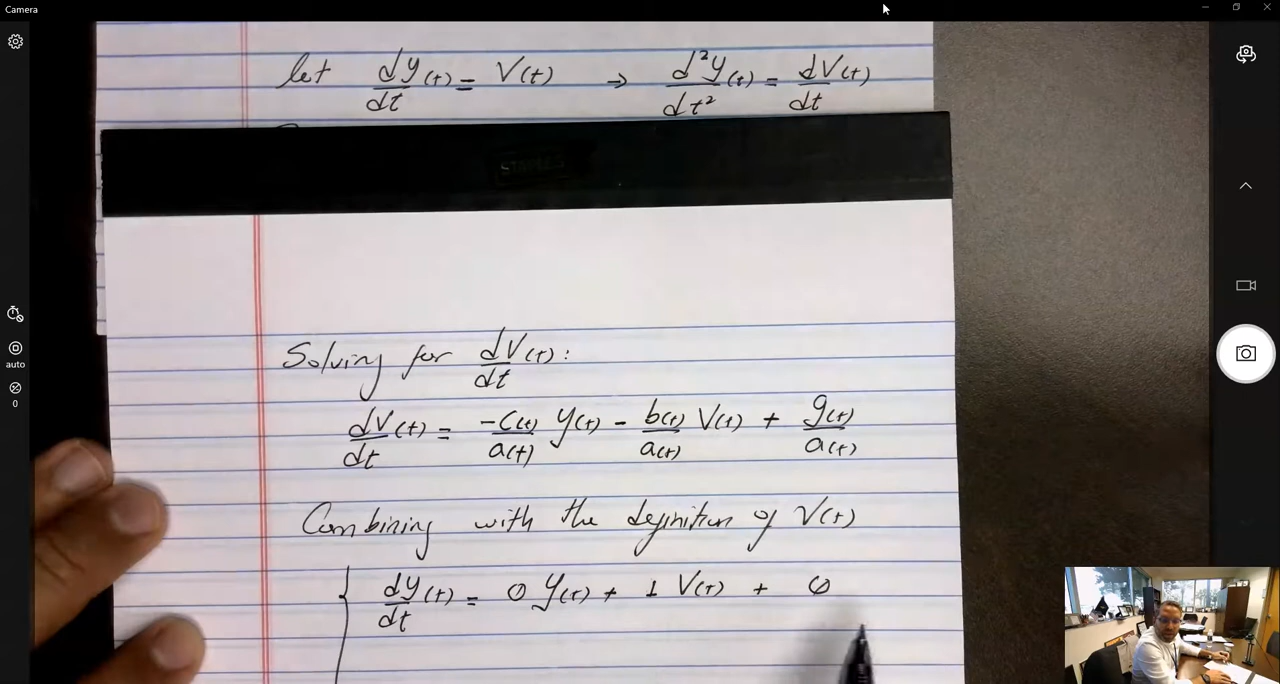 Camera
let dy/dt(t) = V(t) → d²y/dt²(t) = dV/dt(t)
STAPLES
Solving for dV/dt(t):
dV/dt(t) = -c(t)/a(t) y(t) - b(t)/a(t) V(t) + g(t)/a(t)
Combining with the definition of V(t)
{ dy/dt(t) = 0 y(t) + 1 V(t) + 0
auto
0